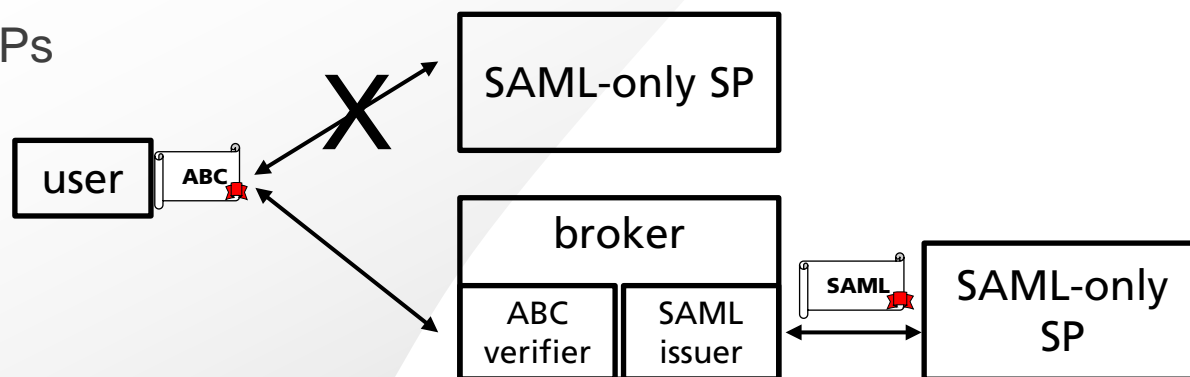 Ps
SAML-only SP
X
user
ABC
broker
ABC
verifier
SAML
issuer
SAML
SAML-only
SP